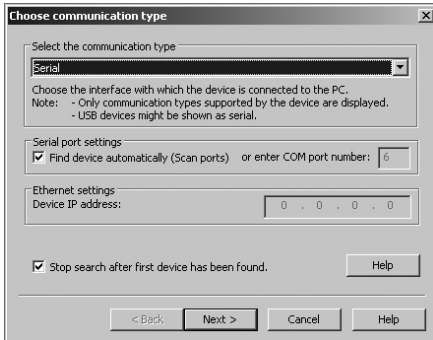 Choose communication type
Select the communication type
Serial
Choose the interface with which the device is connected to the PC.
Note: - Only communication types supported by the device are displayed.
- USB devices might be shown as serial.
Serial port settings
Find device automatically (Scan ports) or enter COM port number: 6
Ethernet settings
Device IP address: 0 . 0 . 0 . 0
Stop search after first device has been found. Help
< Back Next > Cancel Help